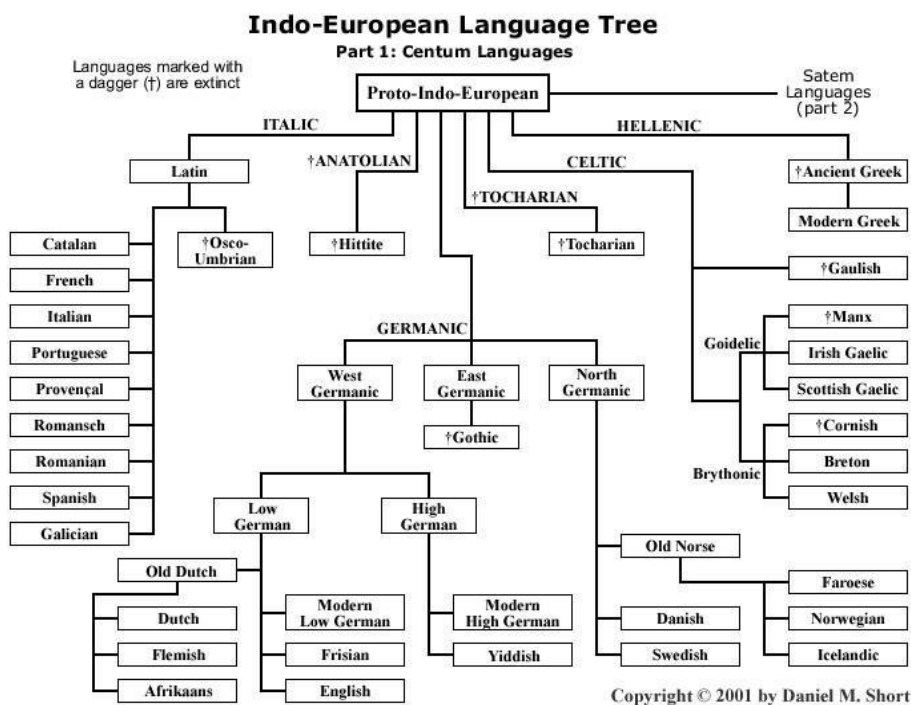 Indo-European Language Tree
Part 1: Centum Languages
Languages marked with
a dagger (†) are extinct
Proto-Indo-European
Satem
Languages
(part 2)
ITALIC
HELLENIC
†ANATOLIAN
CELTIC
Latin
†Ancient Greek
†TOCHARIAN
Modern Greek
Catalan
†Osco-
Umbrian
†Hittite
†Tocharian
French
†Gaulish
Italian
†Manx
GERMANIC
Goidelic
Portuguese
Irish Gaelic
West
Germanic
East
Germanic
North
Germanic
Provençal
Scottish Gaelic
Romansch
†Cornish
†Gothic
Romanian
Breton
Brythonic
Spanish
Welsh
Low
German
High
German
Galician
Old Norse
Old Dutch
Faroese
Dutch
Modern
Low German
Modern
High German
Danish
Norwegian
Flemish
Frisian
Yiddish
Swedish
Icelandic
Afrikaans
English
Copyright © 2001 by Daniel M. Short